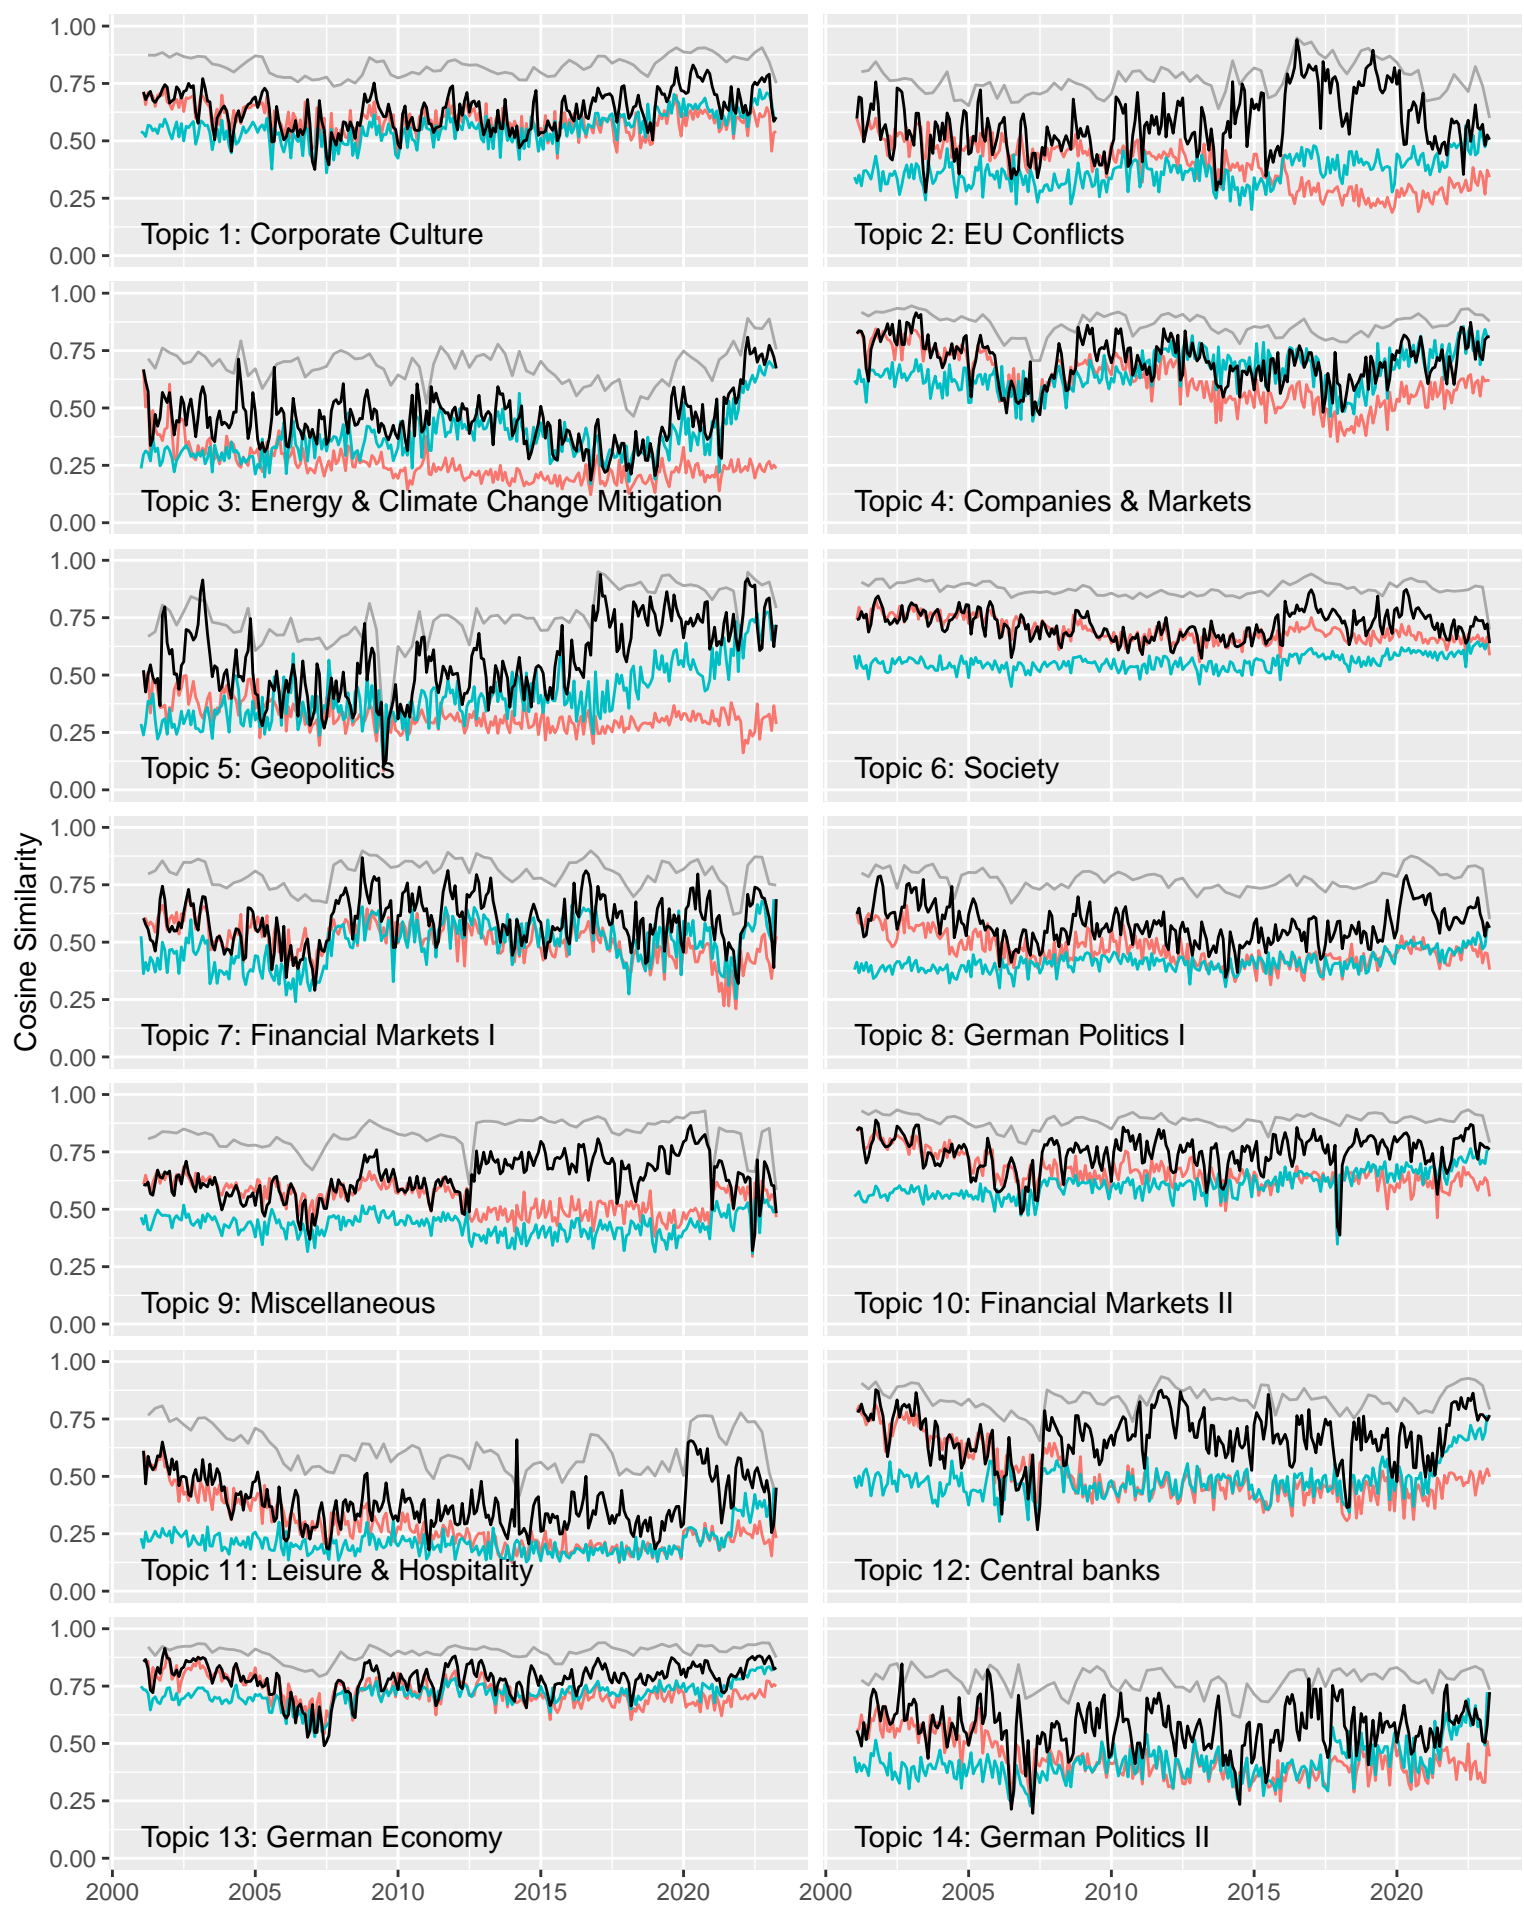 Cosine Similarity
1.00
0.75
0.50
0.25
0.00
Topic 1: Corporate Culture
Topic 2: EU Conflicts
1.00
0.75
0.50
0.25
0.00
Topic 3: Energy & Climate Change Mitigation
Topic 4: Companies & Markets
1.00
0.75
0.50
0.25
0.00
Topic 5: Geopolitics
Topic 6: Society
1.00
0.75
0.50
0.25
0.00
Topic 7: Financial Markets I
Topic 8: German Politics I
1.00
0.75
0.50
0.25
0.00
Topic 9: Miscellaneous
Topic 10: Financial Markets II
1.00
0.75
0.50
0.25
0.00
Topic 11: Leisure & Hospitality
Topic 12: Central banks
1.00
0.75
0.50
0.25
0.00
Topic 13: German Economy
Topic 14: German Politics II
2000 2005 2010 2015 2020
2000 2005 2010 2015 2020